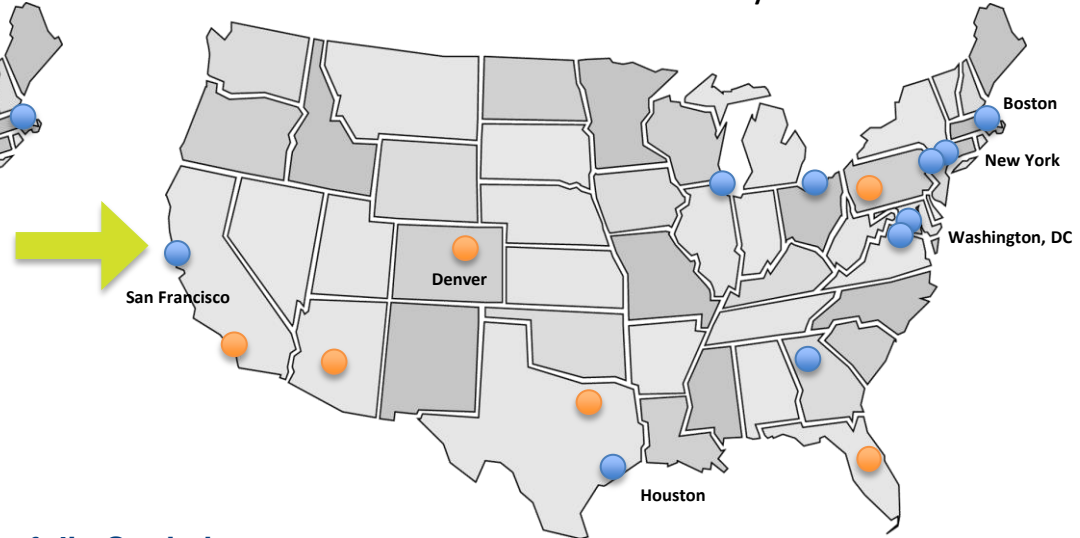 Boston
New York
Washington, DC
Denver
San Francisco
Houston